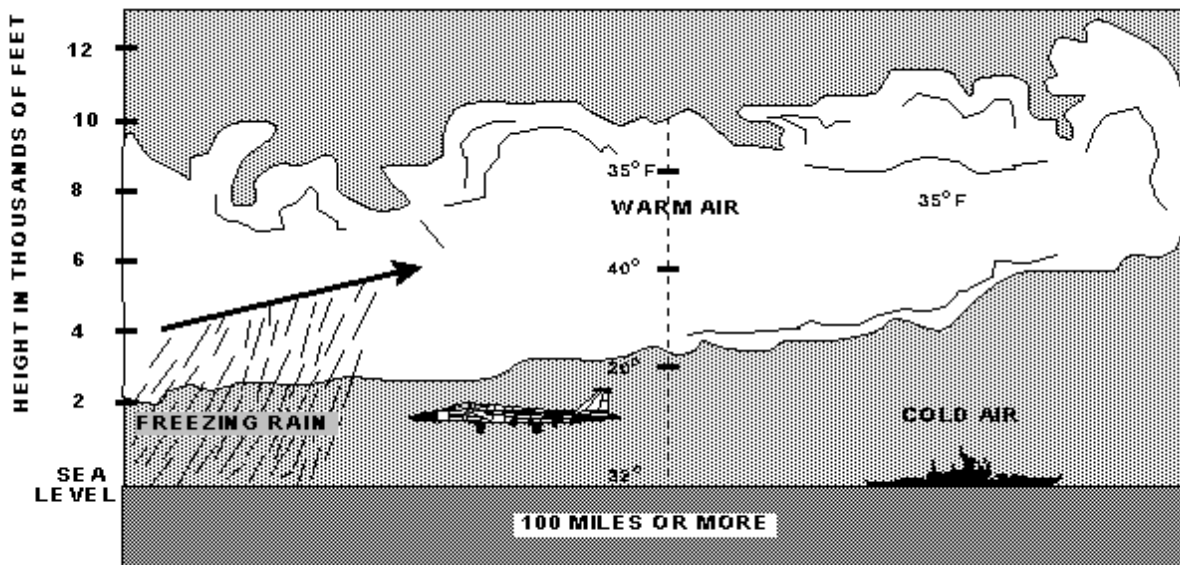 HEIGHT IN THOUSANDS OF FEET
12
10
8
6
4
2
SEA
LEVEL
35° F
WARM AIR
35° F
40°
20°
FREEZING RAIN
COLD AIR
32°
100 MILES OR MORE